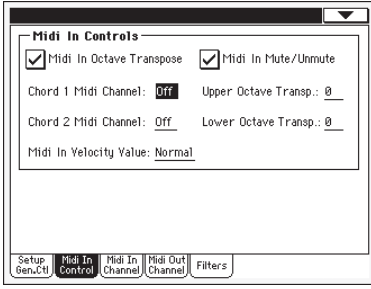 Midi In Controls
Midi In Octave Transpose Midi In Mute/Unmute
Chord 1 Midi Channel: Off Upper Octave Transp.: 0
Chord 2 Midi Channel: Off Lower Octave Transp.: 0
Midi In Velocity Value: Normal
Setup Gen.Ctl
Midi In Control
Midi In Channel
Midi Out Channel
Filters